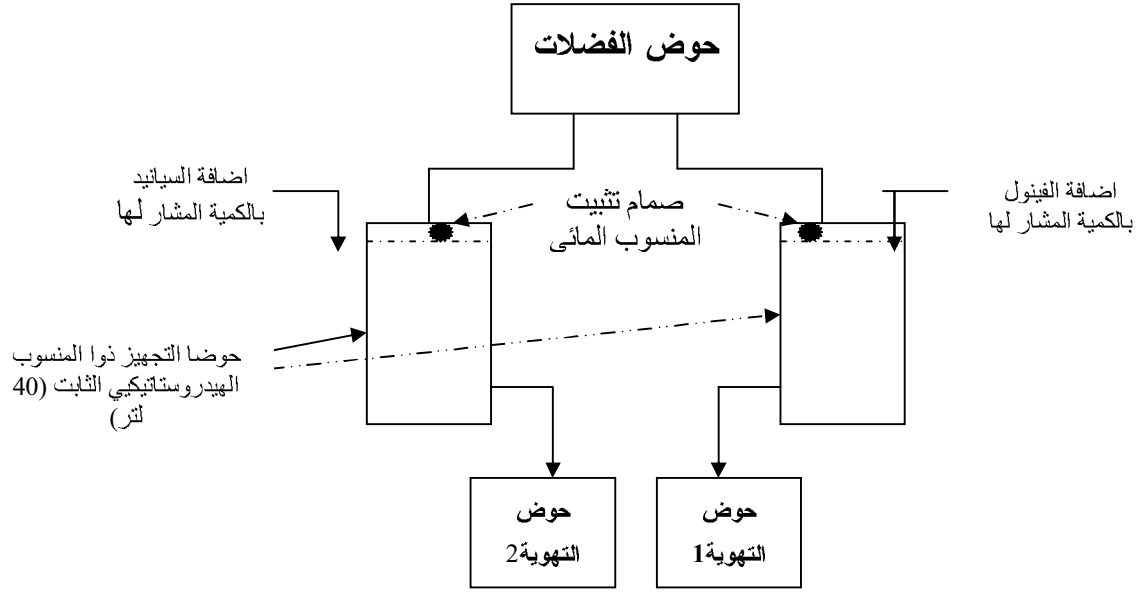 حوض الفضلات
اضافة الفينول
بالكمية المشار لها
صمام تثبيت
المنسوب المائى
اضافة السيانيد
بالكمية المشار لها
حوضا التجهيز ذوا المنسوب
الهيدروستاتيكيي الثابت (40
لتر)
حوض
التهوية1
حوض
التهوية2